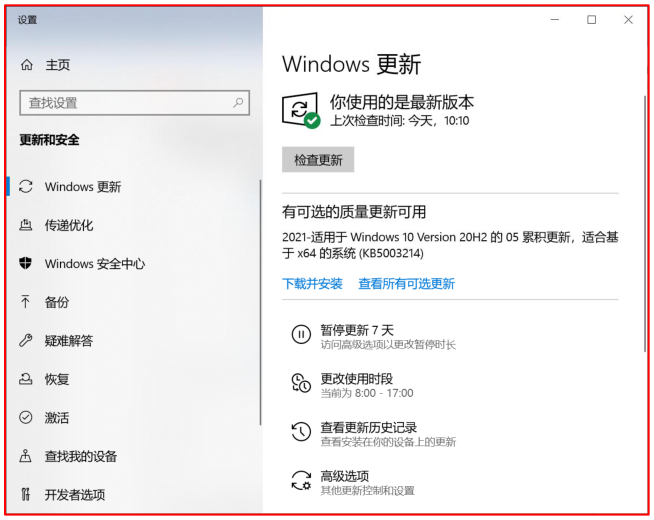 设置
主页
查找设置
更新和安全
Windows 更新
传递优化
Windows 安全中心
备份
疑难解答
恢复
激活
查找我的设备
开发者选项
Windows 更新
你使用的是最新版本
上次检查时间: 今天，10:10
检查更新
有可选的质量更新可用
2021-适用于 Windows 10 Version 20H2 的 05 累积更新，适合基
于 x64 的系统 (KB5003214)
下载并安装 查看所有可选更新
暂停更新 7 天
访问高级选项以更改暂停时长
更改使用时段
当前为 8:00 - 17:00
查看更新历史记录
查看安装在你的设备上的更新
高级选项
其他更新控制和设置